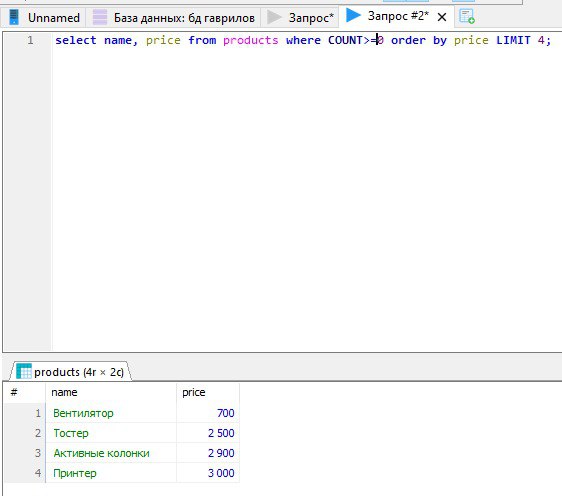 Unnamed База данных: бд гаврилов Запрос* Запрос #2*
1 select name, price from products where COUNT>=0 order by price LIMIT 4;
products (4r × 2c)
# name price
1 Вентилятор 700
2 Тостер 2 500
3 Активные колонки 2 900
4 Принтер 3 000